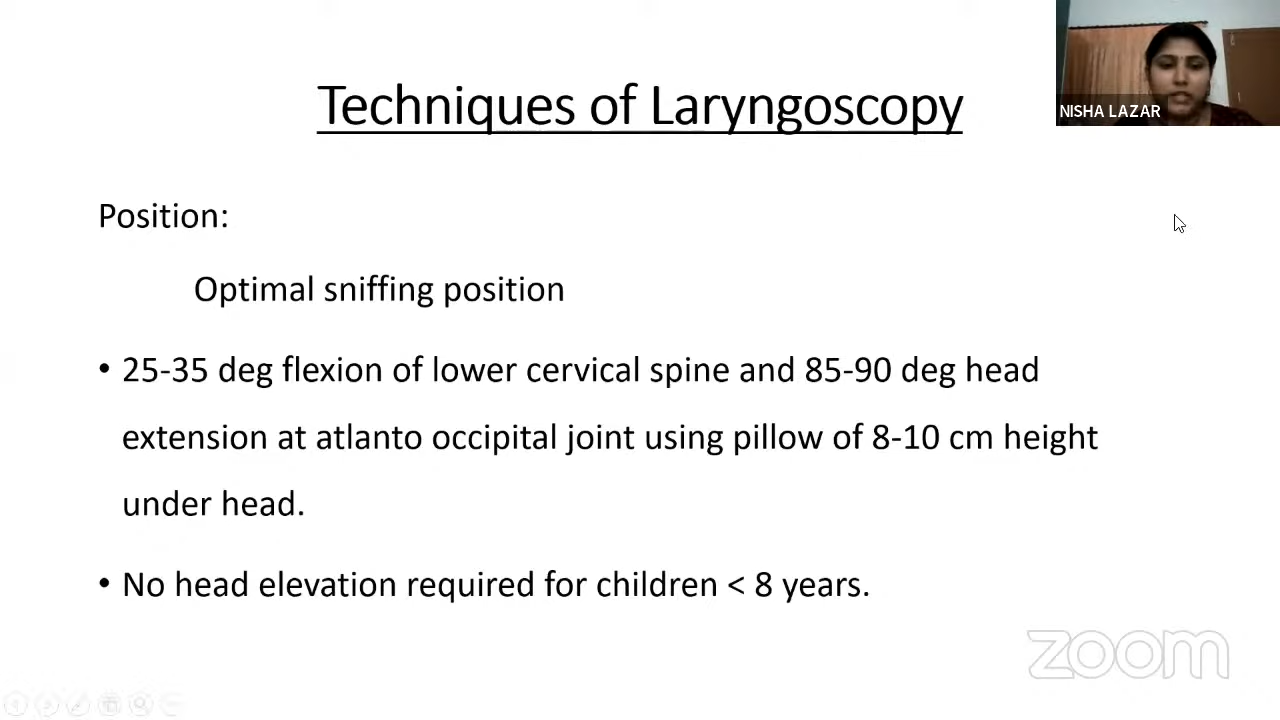 Techniques of Laryngoscopy
NISHA LAZAR
Position:
Optimal sniffing position
• 25-35 deg flexion of lower cervical spine and 85-90 deg head
extension at atlanto occipital joint using pillow of 8-10 cm height
under head.
• No head elevation required for children < 8 years.
zoom